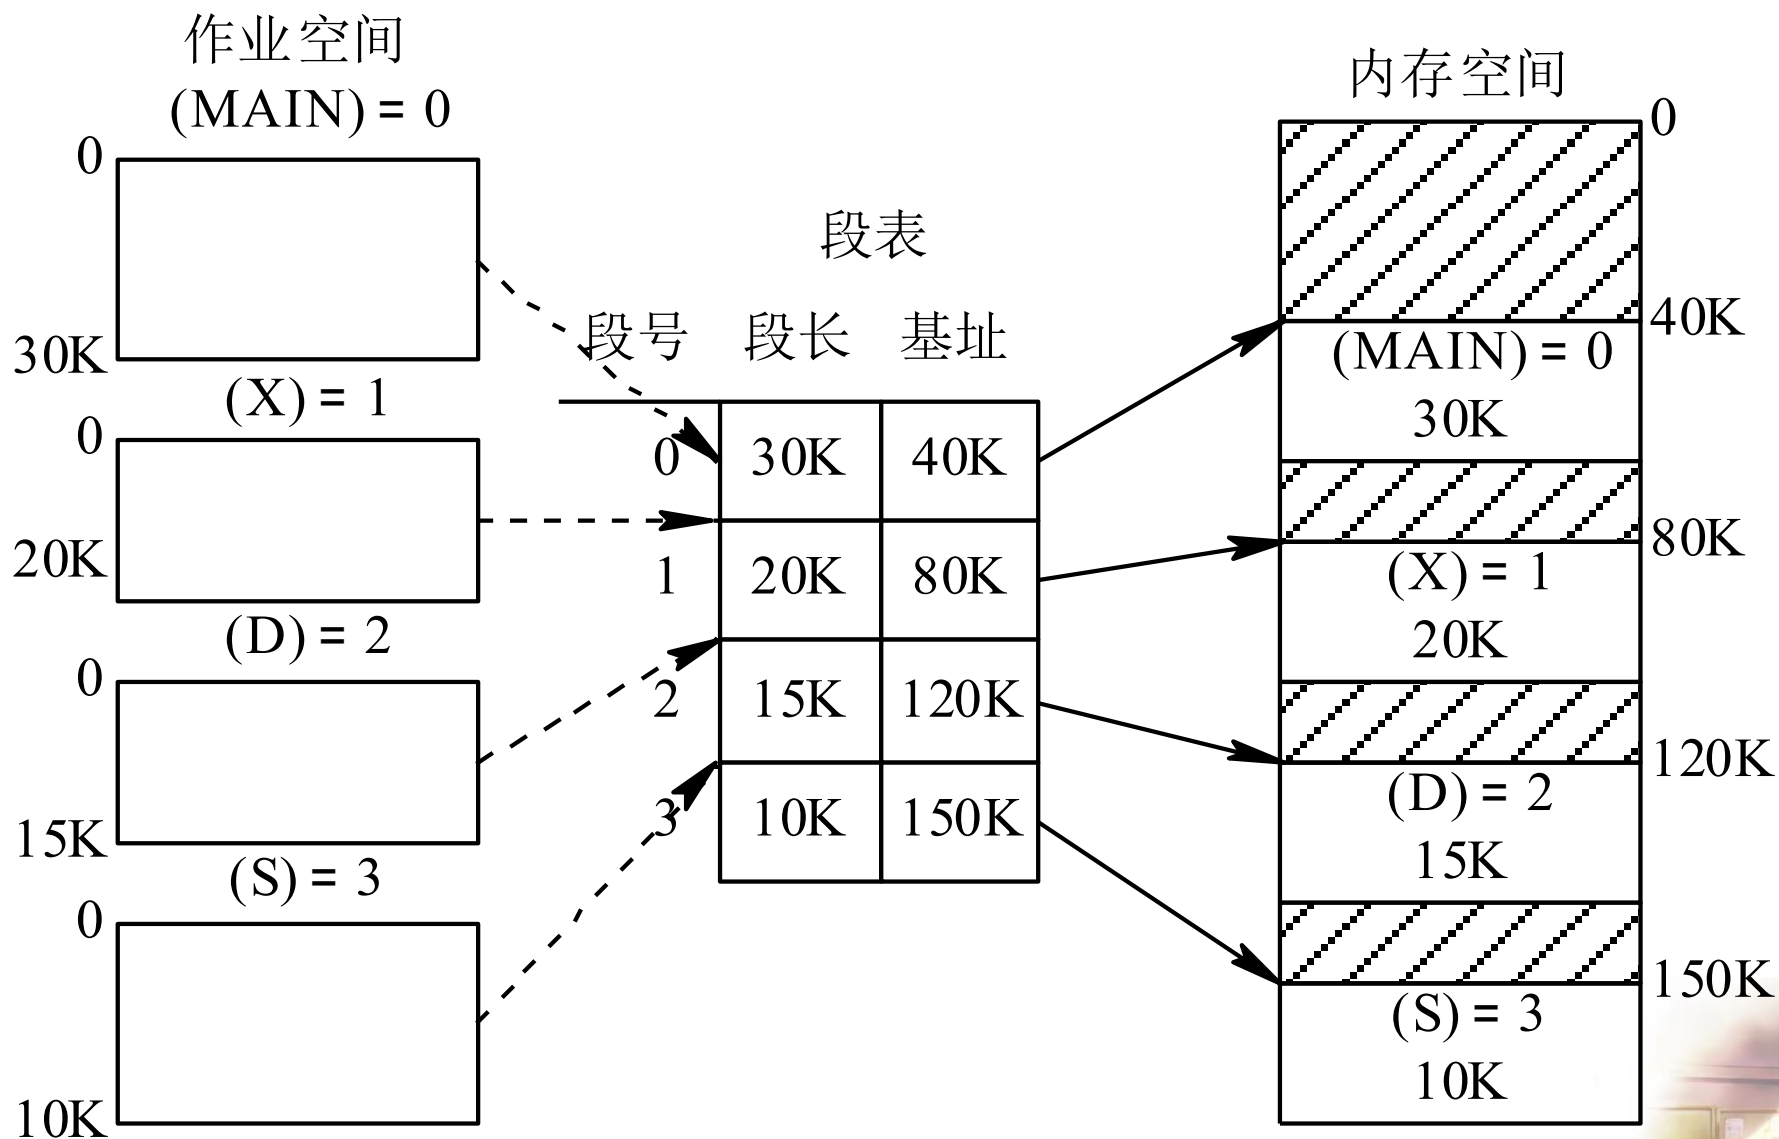 作业空间
(MAIN) = 0
0
30K
(X) = 1
0
20K
(D) = 2
0
15K
(S) = 3
0
10K
段表
段号 段长 基址
0 30K 40K
1 20K 80K
2 15K 120K
3 10K 150K
内存空间
0
40K
(MAIN) = 0
30K
80K
(X) = 1
20K
120K
(D) = 2
15K
150K
(S) = 3
10K